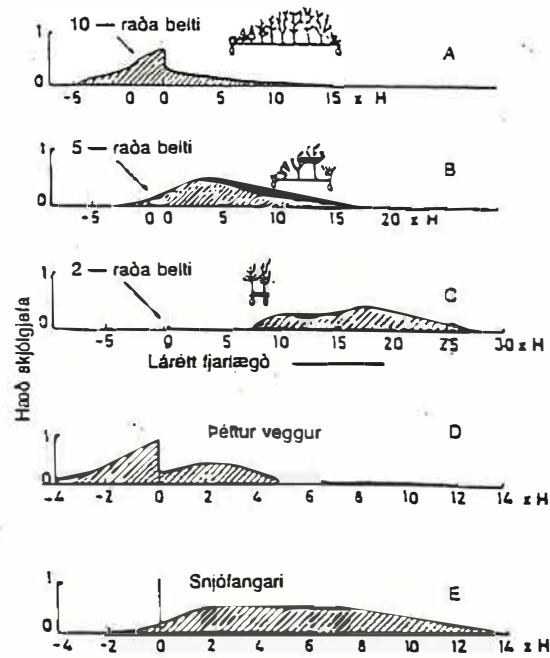 10 — raða belti
A
1
0
-5 0 0 5 10 15 x H
5 — raða belti
B
1
0
-5 0 0 5 10 15 20 x H
2 — raða belti
C
1
0
0 5 10 15 20 25 30 x H
Lárétt fjarlægð
Hæð skjólgjafa
Þéttur veggur
D
1
0
-4 -2 0 2 4 6 8 10 12 14 x H
Snjófangari
E
1
0
-4 -2 0 2 4 6 8 10 12 14 x H